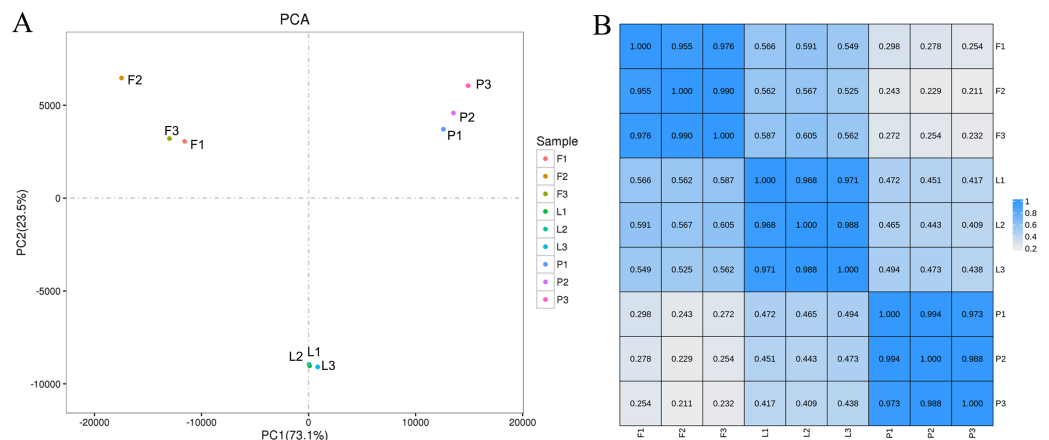 A
PCA
F2
F3
F1
P3
P2
P1
L2
L1
L3
5000
0
-5000
-10000
PC2(23.5%)
-20000
-10000
0
10000
20000
PC1(73.1%)
Sample
F1
F2
F3
L1
L2
L3
P1
P2
P3
B
1.000 0.955 0.976 0.566 0.591 0.549 0.298 0.278 0.254 F1
0.955 1.000 0.990 0.562 0.567 0.525 0.243 0.229 0.211 F2
0.976 0.990 1.000 0.587 0.605 0.562 0.272 0.254 0.232 F3
0.566 0.562 0.587 1.000 0.968 0.971 0.472 0.451 0.417 L1
0.591 0.567 0.605 0.968 1.000 0.988 0.465 0.443 0.409 L2
0.549 0.525 0.562 0.971 0.988 1.000 0.494 0.473 0.438 L3
0.298 0.243 0.272 0.472 0.465 0.494 1.000 0.994 0.973 P1
0.278 0.229 0.254 0.451 0.443 0.473 0.994 1.000 0.988 P2
0.254 0.211 0.232 0.417 0.409 0.438 0.973 0.988 1.000 P3
F1 F2 F3 L1 L2 L3 P1 P2 P3
1
0.8
0.6
0.4
0.2